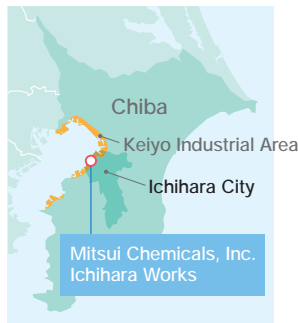 Chiba
Keiyo Industrial Area
Ichihara City
Mitsui Chemicals, Inc.
Ichihara Works